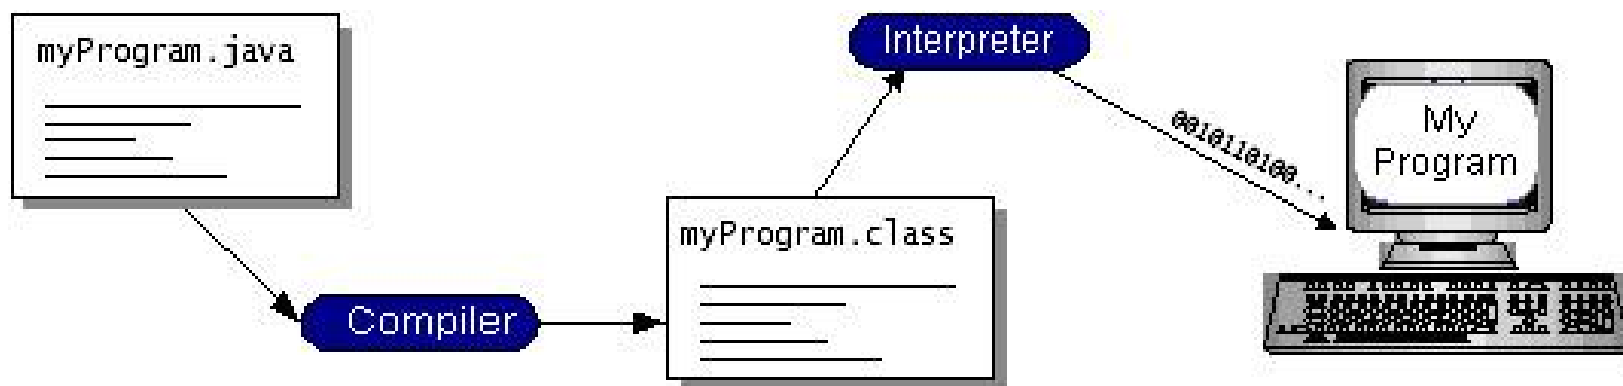 myProgram.java
Compiler
myProgram.class
Interpreter
0010110100...
My
Program